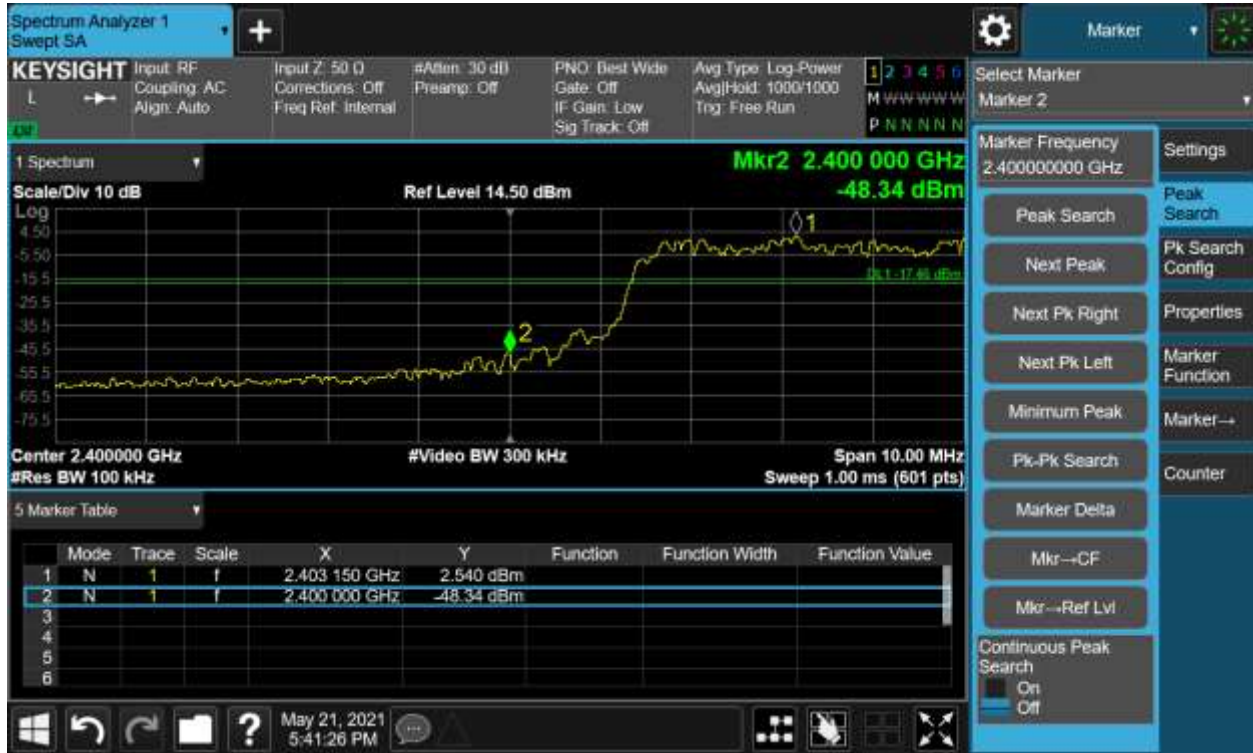 Spectrum Analyzer 1
Swept SA
+
Marker
KEYSIGHT
L
Input: RF
Coupling: AC
Align: Auto
Input Z: 50 Ω
Corrections: Off
Freq Ref: Internal
#Atten: 30 dB
Preamp: Off
PNO: Best Wide
Gate: Off
IF Gain: Low
Sig Track: Off
Avg Type: Log-Power
Avg|Hold: 1000/1000
Trig: Free Run
1 2 3 4 5 6
M W W W W W
P N N N N N
Select Marker
Marker 2
1 Spectrum
Mkr2 2.400 000 GHz
Scale/Div 10 dB
Ref Level 14.50 dBm
-48.34 dBm
Log
4.50
-5.50
-15.5
-25.5
-35.5
-45.5
-55.5
-65.5
-75.5
1
DL1 -17.46 dBm
2
Center 2.400000 GHz
#Video BW 300 kHz
Span 10.00 MHz
#Res BW 100 kHz
Sweep 1.00 ms (601 pts)
5 Marker Table
Mode Trace Scale X Y Function Function Width Function Value
1 N 1 f 2.403 150 GHz 2.540 dBm
2 N 1 f 2.400 000 GHz -48.34 dBm
3
4
5
6
Marker Frequency
2.400000000 GHz
Peak Search
Next Peak
Next Pk Right
Next Pk Left
Minimum Peak
Pk-Pk Search
Marker Delta
Mkr→CF
Mkr→Ref Lvl
Continuous Peak
Search
On
Off
Settings
Peak
Search
Pk Search
Config
Properties
Marker
Function
Marker→
Counter
?
May 21, 2021
5:41:26 PM